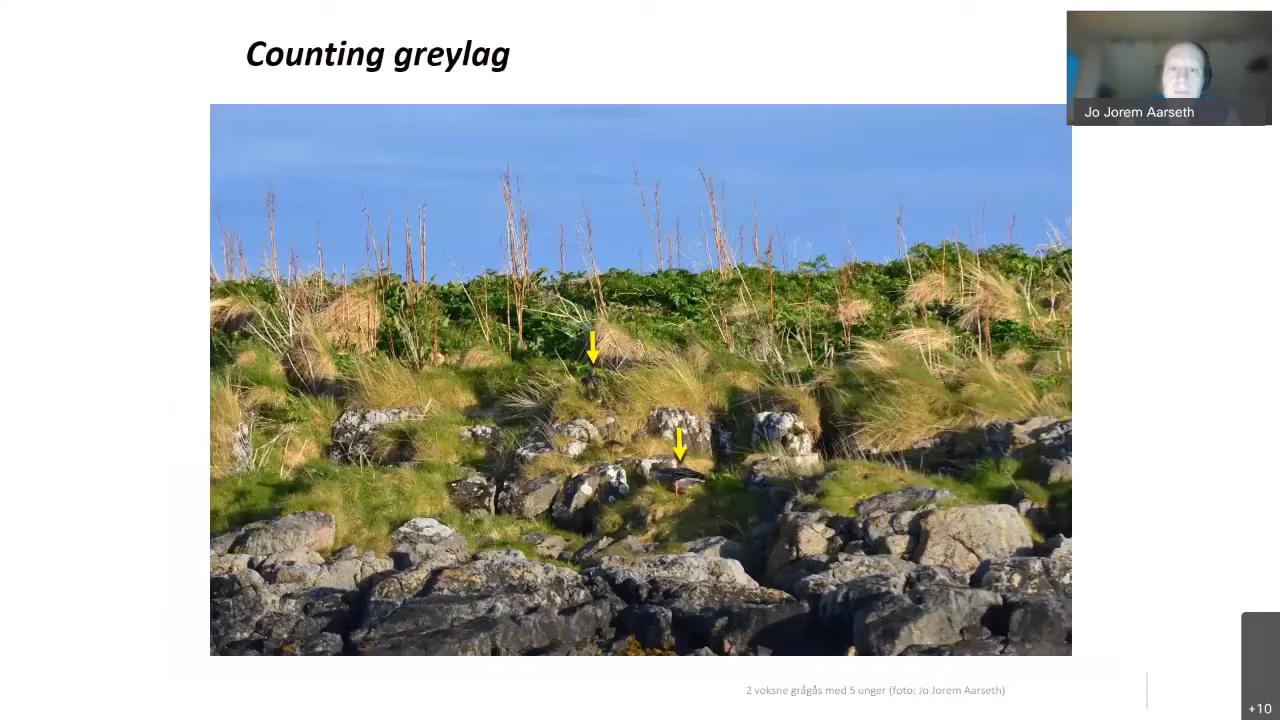 Counting greylag
Jo Jorem Aarseth
2 voksne grågås med 5 unger (foto: Jo Jorem Aarseth)
+10